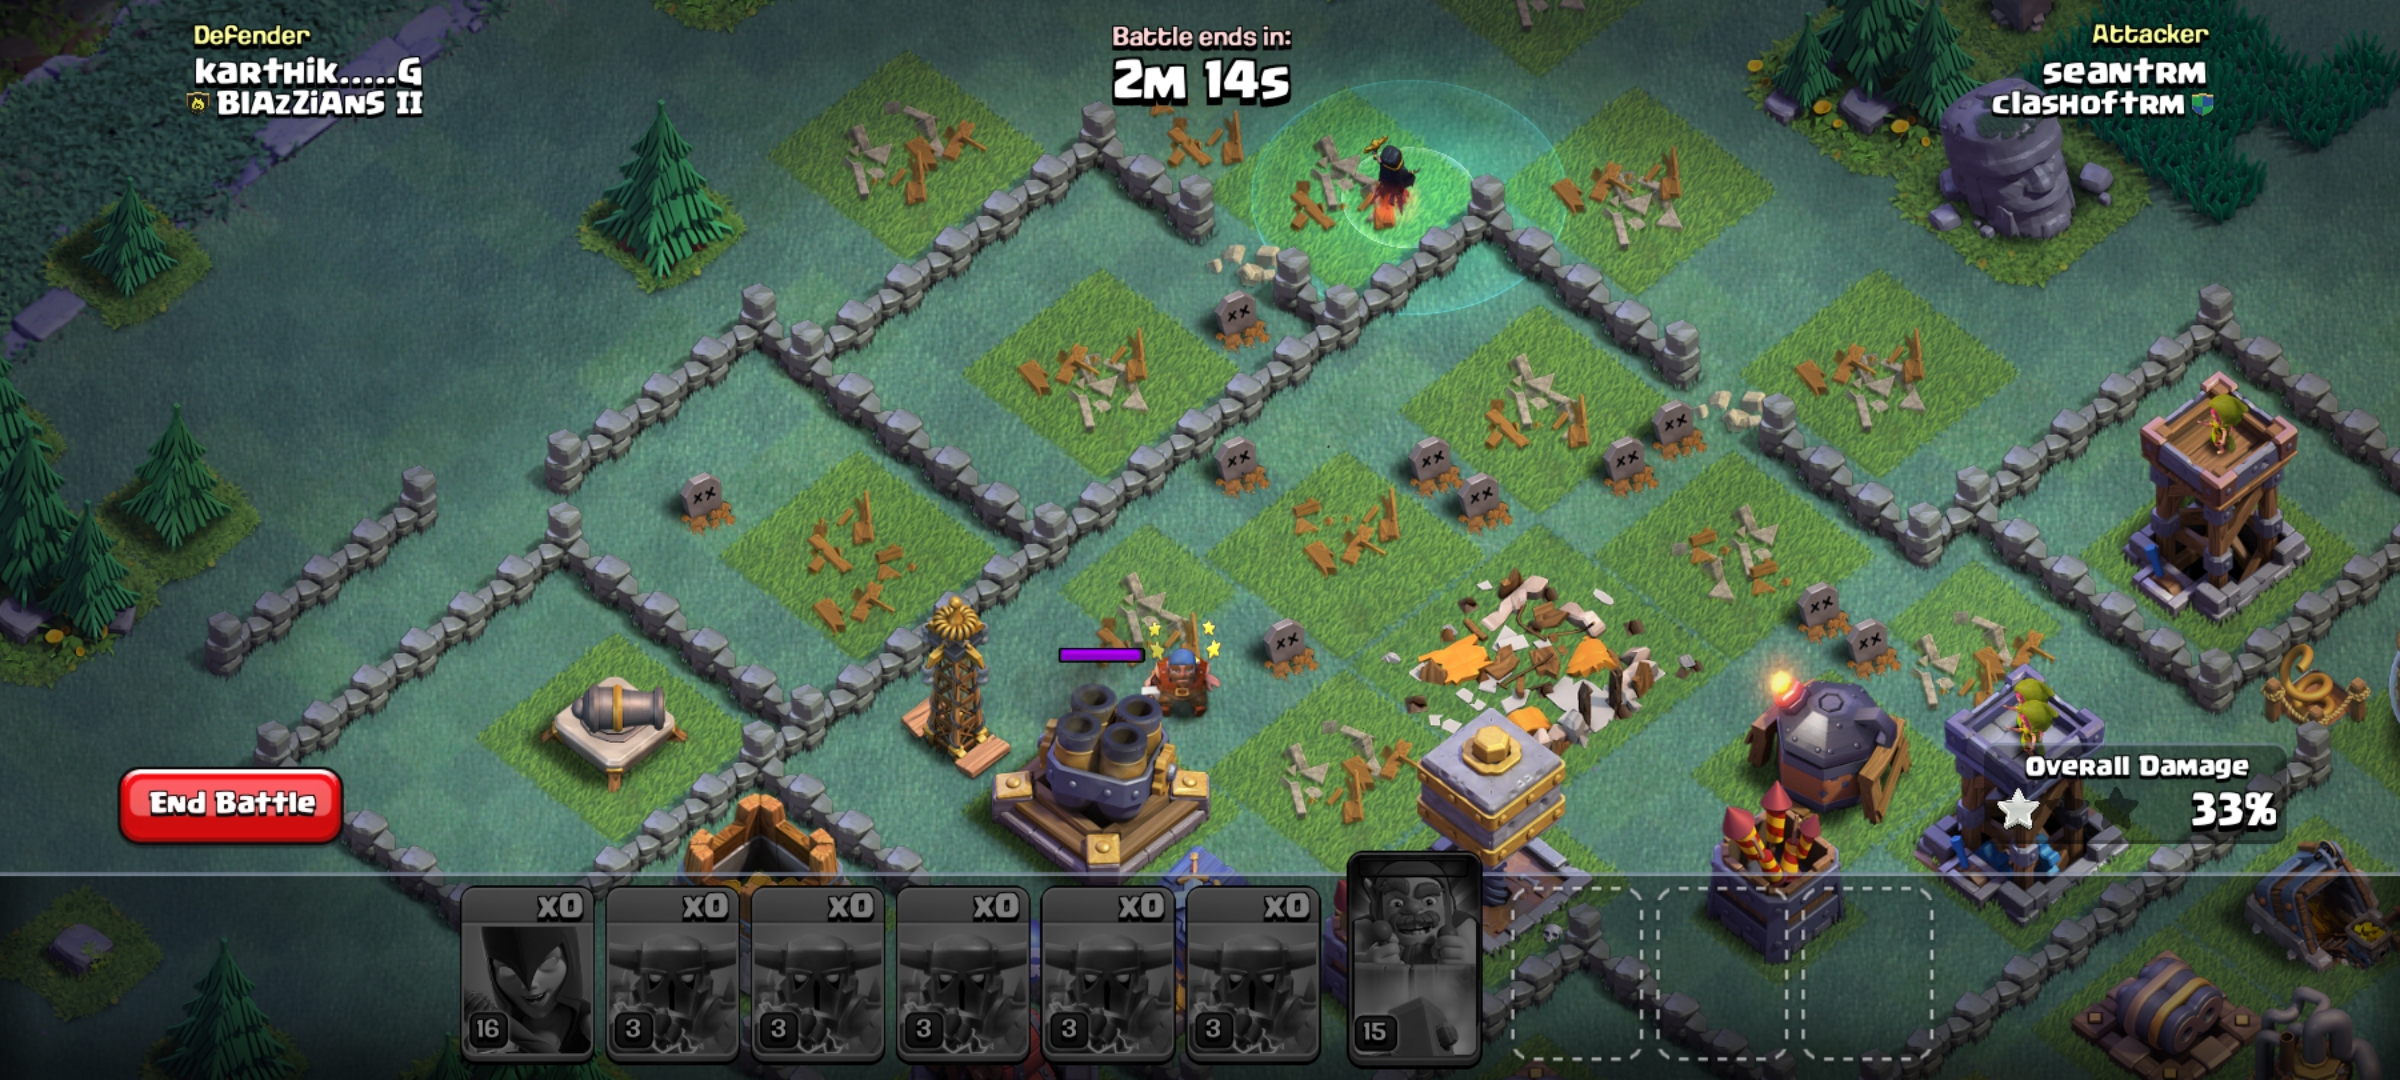 Defender
karthik.....G
BlAzZiAns II
Battle ends in:
2m 14s
Attacker
seantrm
clashoftrm
End Battle
Overall Damage
33%
x0
x0
x0
x0
x0
x0
16
3
3
3
3
3
15